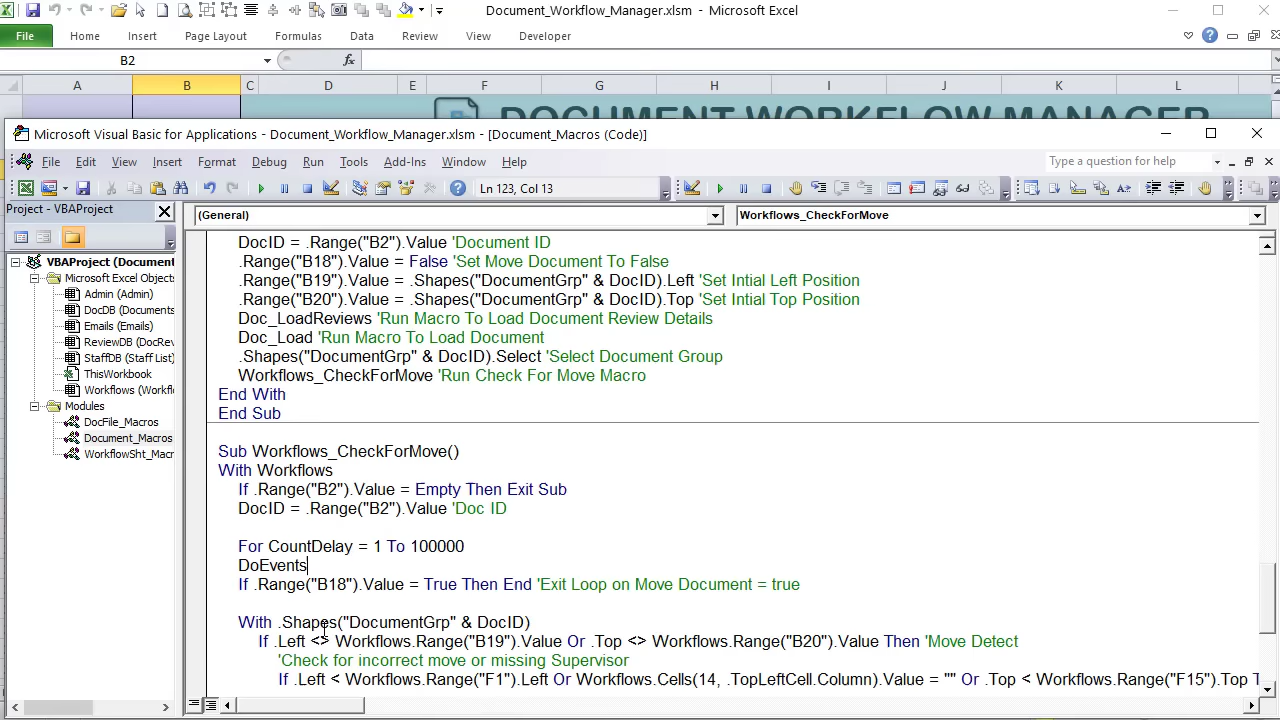 Document_Workflow_Manager.xlsm - Microsoft Excel
File Home Insert Page Layout Formulas Data Review View Developer
B2 fx
A B C D E F G H I J K L
DOCUMENT WORKFLOW MANAGER
Microsoft Visual Basic for Applications - Document_Workflow_Manager.xlsm - [Document_Macros (Code)]
File Edit View Insert Format Debug Run Tools Add-Ins Window Help Type a question for help
Ln 123, Col 13
Project - VBAProject
(General) Workflows_CheckForMove
VBAProject (Document
Microsoft Excel Objects
Admin (Admin)
DocDB (Documents
Emails (Emails)
ReviewDB (DocRev
StaffDB (Staff List)
ThisWorkbook
Workflows (Workfl
Modules
DocFile_Macros
Document_Macros
WorkflowSht_Macr
DocID = .Range("B2").Value 'Document ID
.Range("B18").Value = False 'Set Move Document To False
.Range("B19").Value = .Shapes("DocumentGrp" & DocID).Left 'Set Intial Left Position
.Range("B20").Value = .Shapes("DocumentGrp" & DocID).Top 'Set Intial Top Position
Doc_LoadReviews 'Run Macro To Load Document Review Details
Doc_Load 'Run Macro To Load Document
.Shapes("DocumentGrp" & DocID).Select 'Select Document Group
Workflows_CheckForMove 'Run Check For Move Macro
End With
End Sub
Sub Workflows_CheckForMove()
With Workflows
If .Range("B2").Value = Empty Then Exit Sub
DocID = .Range("B2").Value 'Doc ID
For CountDelay = 1 To 100000
DoEvents
If .Range("B18").Value = True Then End 'Exit Loop on Move Document = true
With .Shapes("DocumentGrp" & DocID)
If .Left <> Workflows.Range("B19").Value Or .Top <> Workflows.Range("B20").Value Then 'Move Detect
'Check for incorrect move or missing Supervisor
If .Left < Workflows.Range("F1").Left Or Workflows.Cells(14, .TopLeftCell.Column).Value = "" Or .Top < Workflows.Range("F15").Top T